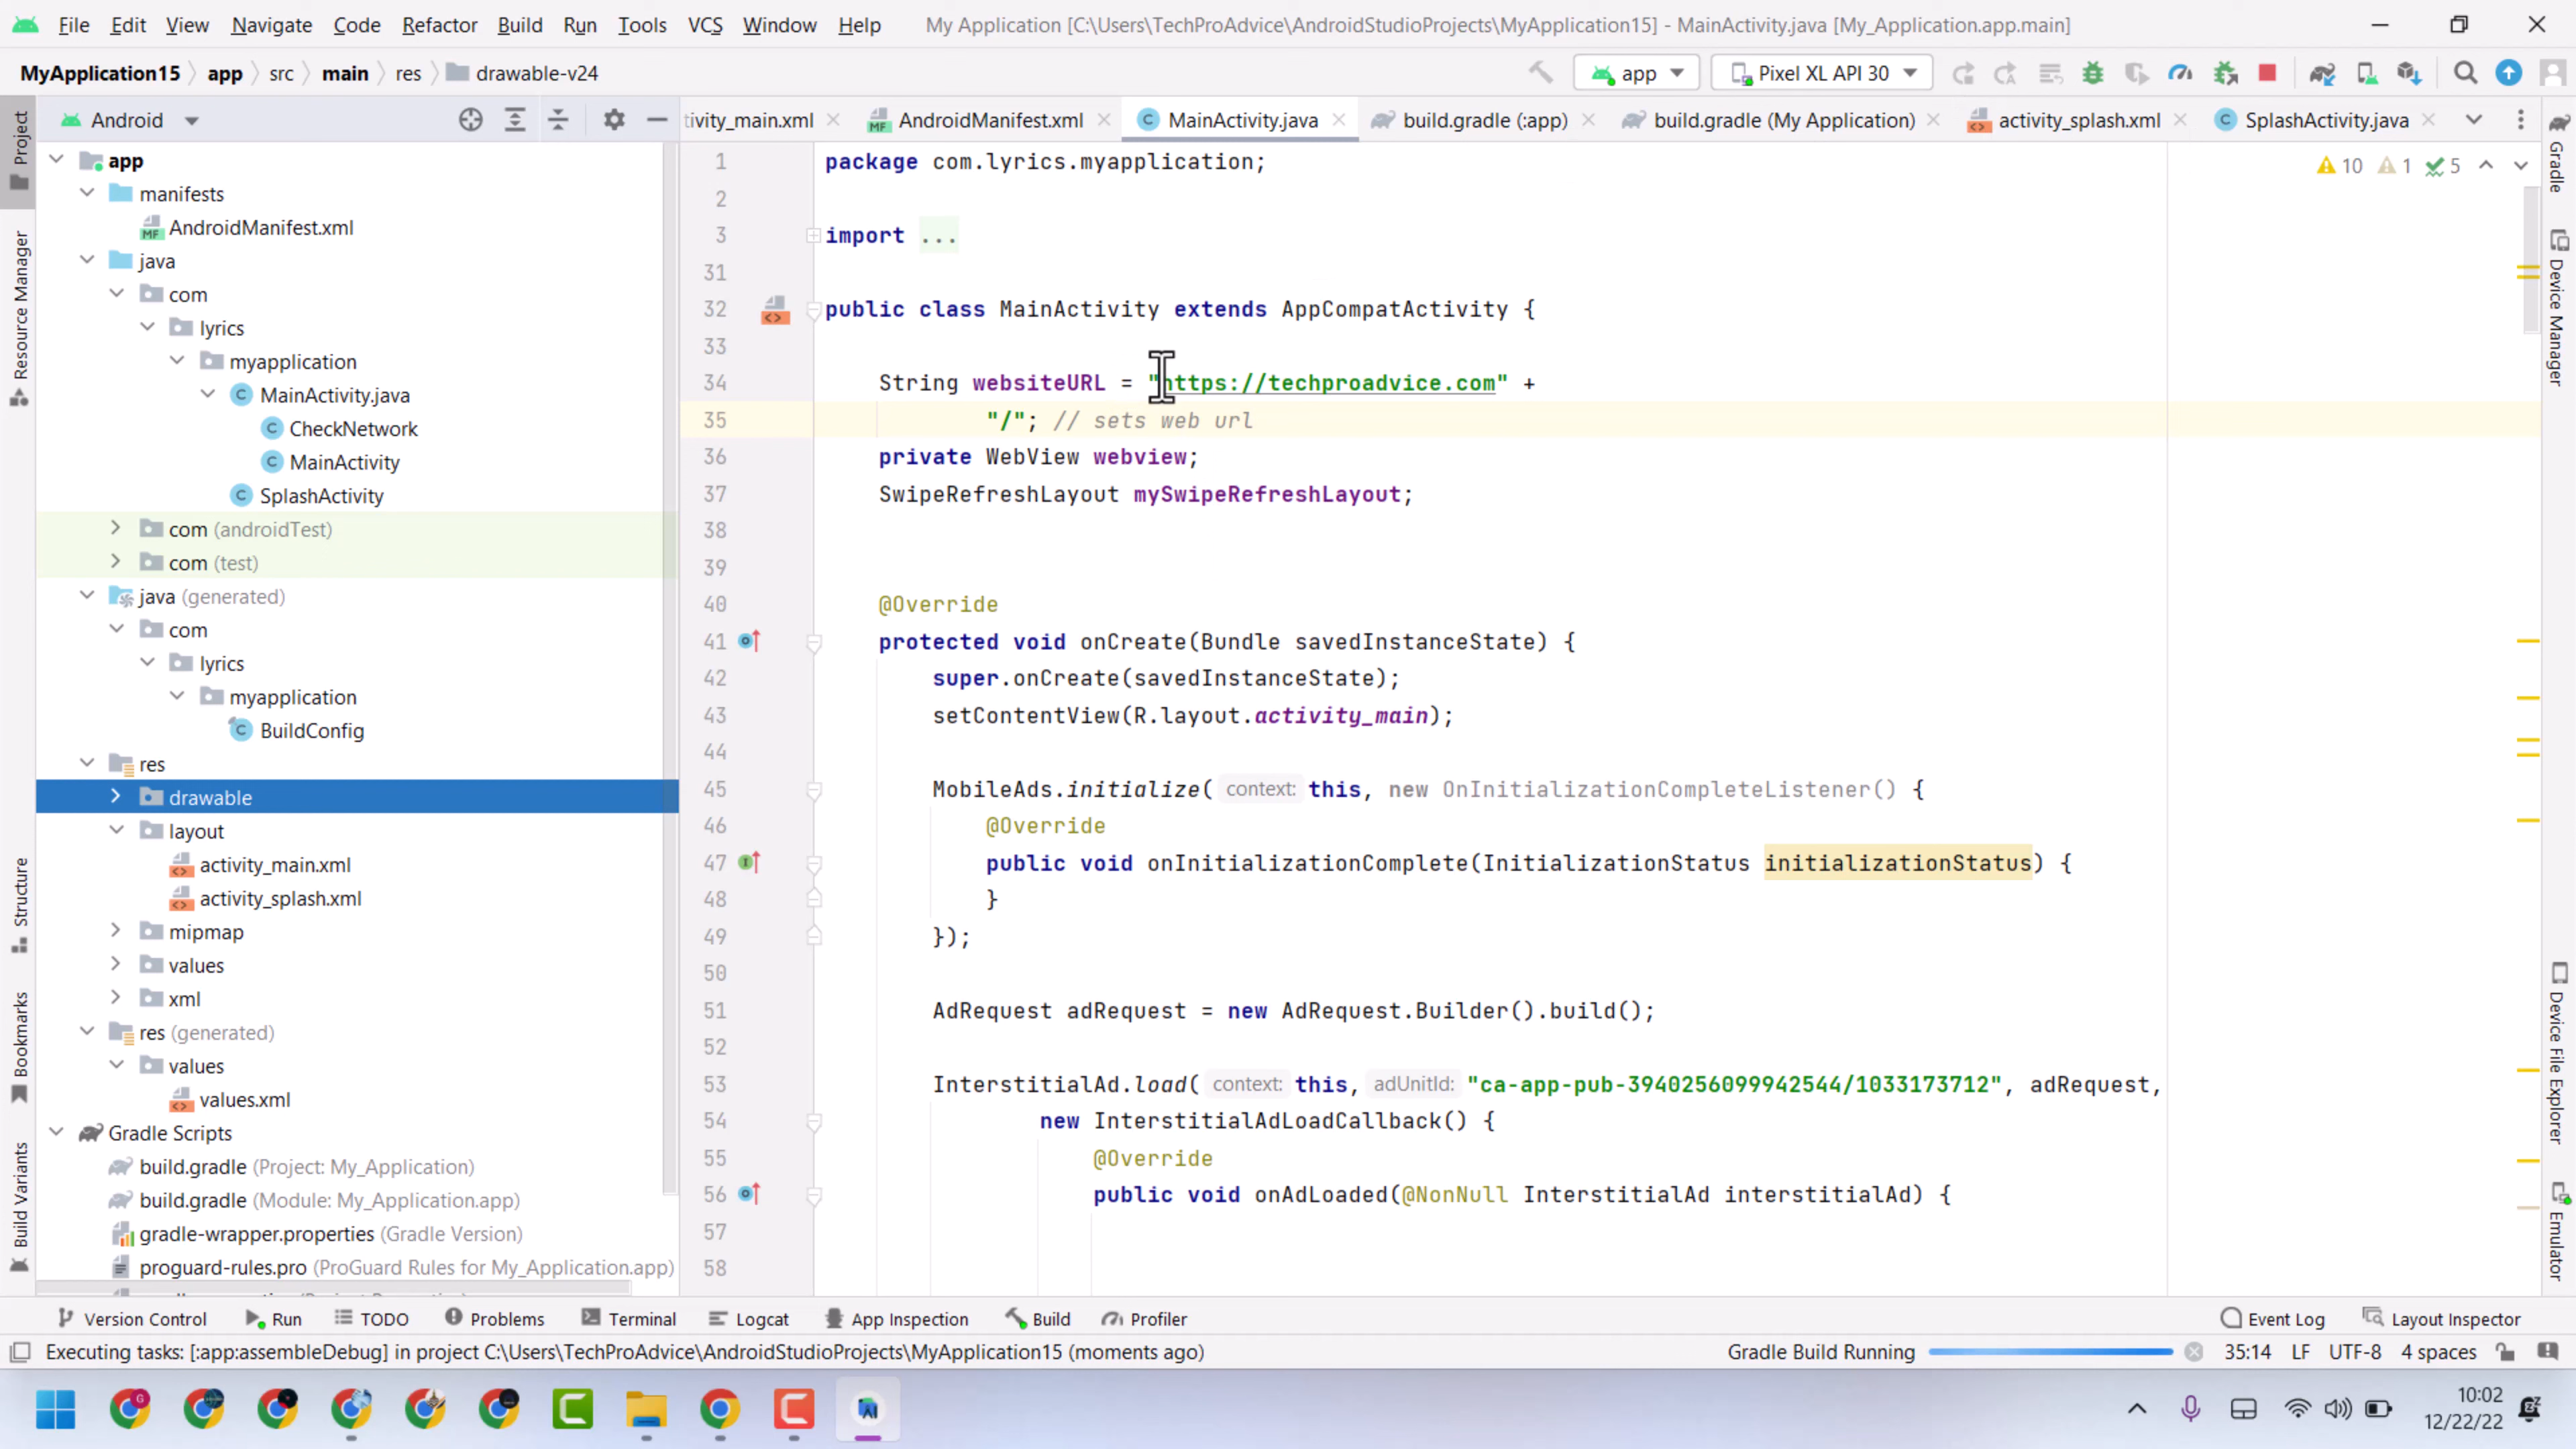 File Edit View Navigate Code Refactor Build Run Tools VCS Window Help My Application [C:\Users\TechProAdvice\AndroidStudioProjects\MyApplication15] - MainActivity.java [My_Application.app.main]
MyApplication15 app src main res drawable-v24 app Pixel XL API 30
Android tivity_main.xml AndroidManifest.xml MainActivity.java build.gradle (:app) build.gradle (My Application) activity_splash.xml SplashActivity.java
Project
Resource Manager
Structure
Bookmarks
Build Variants
app
manifests
AndroidManifest.xml
java
com
lyrics
myapplication
MainActivity.java
CheckNetwork
MainActivity
SplashActivity
com (androidTest)
com (test)
java (generated)
com
lyrics
myapplication
BuildConfig
res
drawable
layout
activity_main.xml
activity_splash.xml
mipmap
values
xml
res (generated)
values
values.xml
Gradle Scripts
build.gradle (Project: My_Application)
build.gradle (Module: My_Application.app)
gradle-wrapper.properties (Gradle Version)
proguard-rules.pro (ProGuard Rules for My_Application.app)
10 1 5
1 package com.lyrics.myapplication;
2
3 import ...
31
32 public class MainActivity extends AppCompatActivity {
33
34 String websiteURL = "https://techproadvice.com" +
35 "/"; // sets web url
36 private WebView webview;
37 SwipeRefreshLayout mySwipeRefreshLayout;
38
39
40 @Override
41 protected void onCreate(Bundle savedInstanceState) {
42 super.onCreate(savedInstanceState);
43 setContentView(R.layout.activity_main);
44
45 MobileAds.initialize( context: this, new OnInitializationCompleteListener() {
46 @Override
47 public void onInitializationComplete(InitializationStatus initializationStatus) {
48 }
49 });
50
51 AdRequest adRequest = new AdRequest.Builder().build();
52
53 InterstitialAd.load( context: this, adUnitId: "ca-app-pub-3940256099942544/1033173712", adRequest,
54 new InterstitialAdLoadCallback() {
55 @Override
56 public void onAdLoaded(@NonNull InterstitialAd interstitialAd) {
57
58
Gradle
Device Manager
Device File Explorer
Emulator
Version Control Run TODO Problems Terminal Logcat App Inspection Build Profiler Event Log Layout Inspector
Executing tasks: [:app:assembleDebug] in project C:\Users\TechProAdvice\AndroidStudioProjects\MyApplication15 (moments ago) Gradle Build Running 35:14 LF UTF-8 4 spaces
10:02
12/22/22